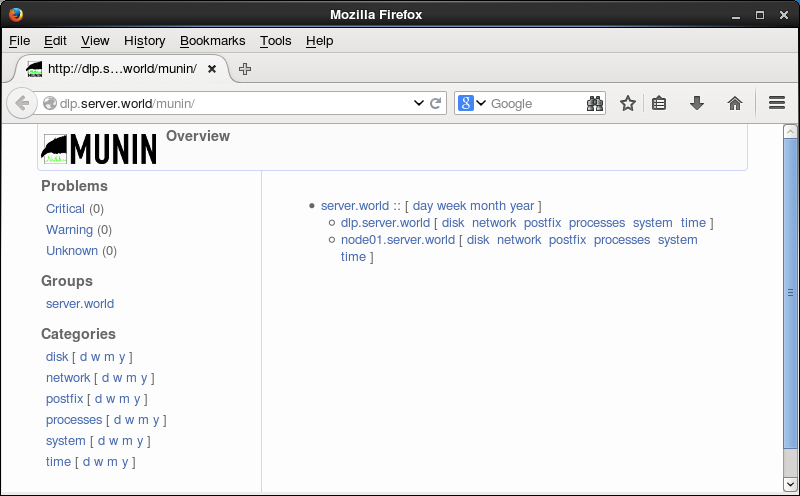 Mozilla Firefox
File Edit View History Bookmarks Tools Help
http://dlp.s...world/munin/
dlp.server.world/munin/
Google
MUNIN
Overview
Problems
Critical (0)
Warning (0)
Unknown (0)
Groups
server.world
Categories
disk [ d w m y ]
network [ d w m y ]
postfix [ d w m y ]
processes [ d w m y ]
system [ d w m y ]
time [ d w m y ]
server.world :: [ day week month year ]
dlp.server.world [ disk network postfix processes system time ]
node01.server.world [ disk network postfix processes system
time ]